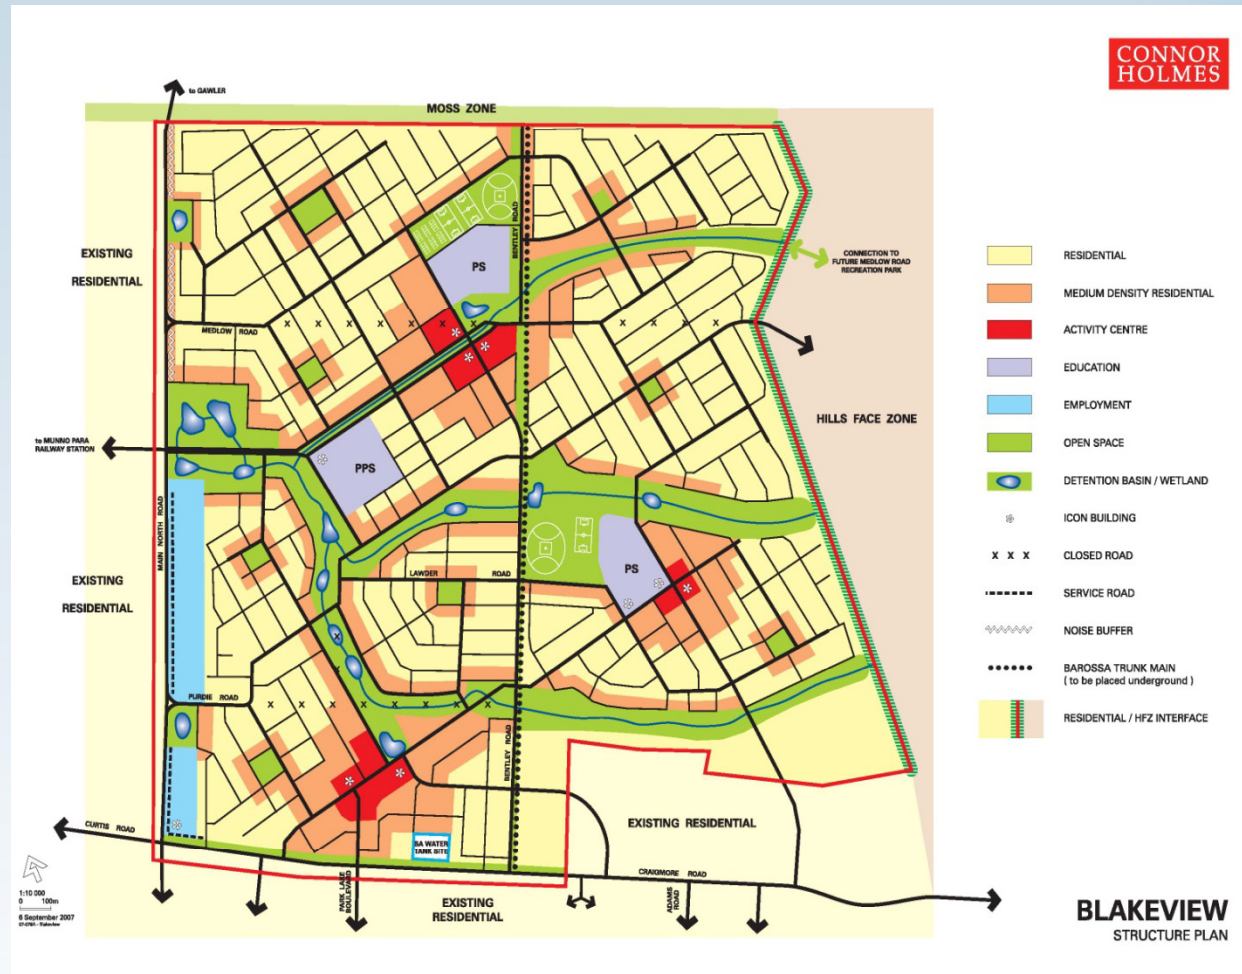 CONNOR
HOLMES
to GAWLER
MOSS ZONE
EXISTING
RESIDENTIAL
BENTLEY ROAD
PS
CONNECTION TO
FUTURE MEDLOW ROAD
RECREATION PARK
MEDLOW ROAD
HILLS FACE ZONE
to MUNNO PARA
RAILWAY STATION
PPS
MAIN NORTH ROAD
EXISTING
RESIDENTIAL
LAWDER ROAD
PS
PURDIE ROAD
BENTLEY ROAD
CURTIS ROAD
SA WATER
TANK SITE
EXISTING RESIDENTIAL
CRAIGMORE ROAD
PARK LAKE
BOULEVARD
EXISTING
RESIDENTIAL
ADAMS
ROAD
1:10 000
0 100m
6 September 2007
RESIDENTIAL
MEDIUM DENSITY RESIDENTIAL
ACTIVITY CENTRE
EDUCATION
EMPLOYMENT
OPEN SPACE
DETENTION BASIN / WETLAND
ICON BUILDING
x x x CLOSED ROAD
SERVICE ROAD
NOISE BUFFER
BAROSSA TRUNK MAIN
( to be placed underground )
RESIDENTIAL / HFZ INTERFACE
BLAKEVIEW
STRUCTURE PLAN